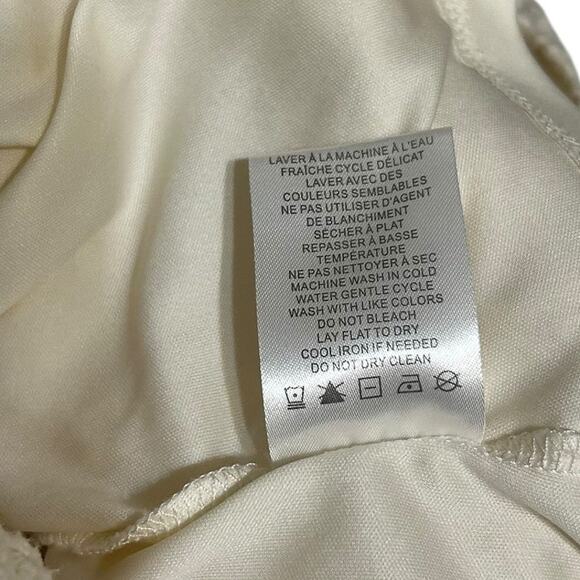 LAVER À LA MACHINE À L'EAU
FRAÎCHE CYCLE DÉLICAT
LAVER AVEC DES
COULEURS SEMBLABLES
NE PAS UTILISER D'AGENT
DE BLANCHIMENT
SÉCHER À PLAT
REPASSER À BASSE
TEMPÉRATURE
NE PAS NETTOYER À SEC
MACHINE WASH IN COLD
WATER GENTLE CYCLE
WASH WITH LIKE COLORS
DO NOT BLEACH
LAY FLAT TO DRY
COOL IRON IF NEEDED
DO NOT DRY CLEAN